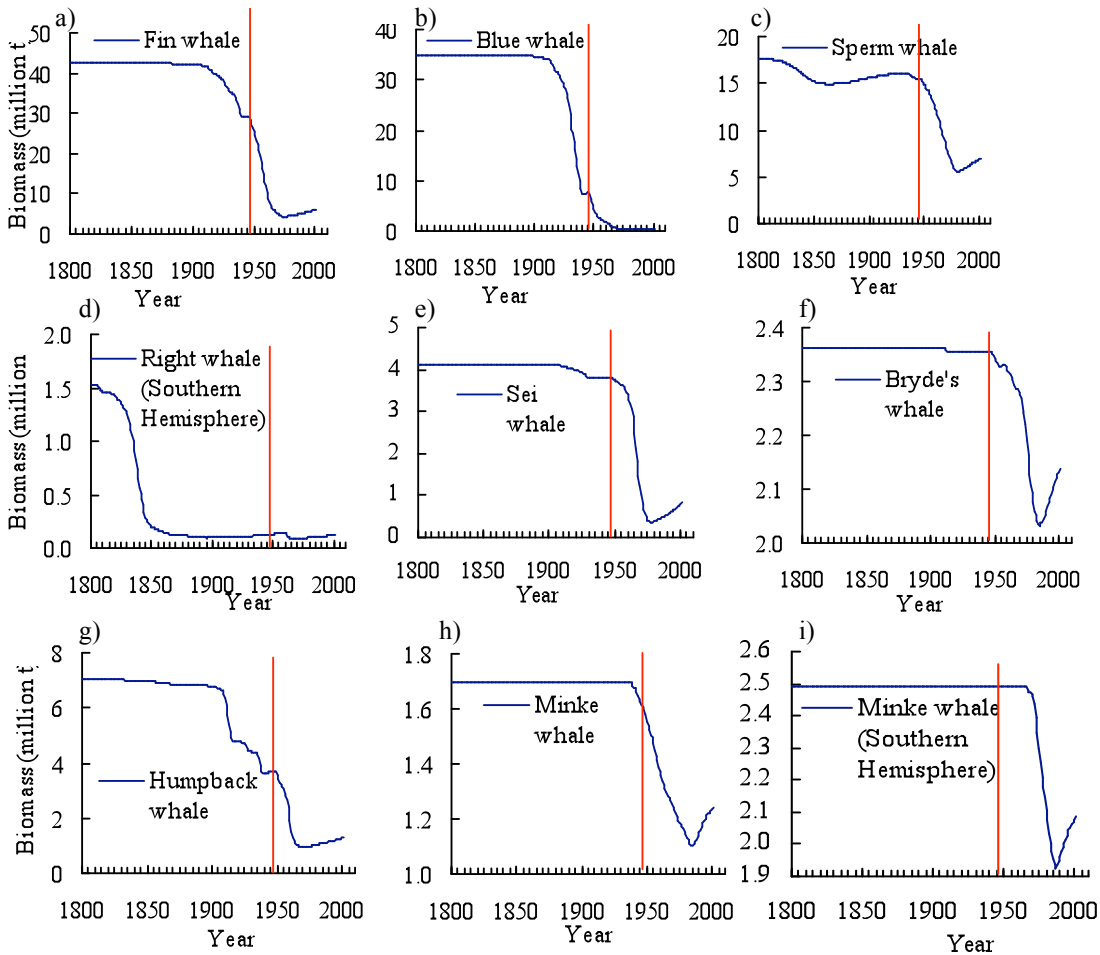 a)
Fin whale
Biomass (million t
50
40
30
20
10
0
1800 1850 1900 1950 2000
Year
b)
Blue whale
40
30
20
10
0
1800 1850 1900 1950 2000
Year
c)
Sperm whale
20
15
10
5
0
1800 1850 1900 1950 2000
Year
d)
Right whale
(Southern
Hemisphere)
Biomass (million
2.0
1.5
1.0
0.5
0.0
1800 1850 1900 1950 2000
Year
e)
Sei
whale
5
4
3
2
1
0
1800 1850 1900 1950 2000
Year
f)
Bryde's
whale
2.4
2.3
2.2
2.1
2.0
1800 1850 1900 1950 2000
Year
g)
Humpback
whale
Biomass (million t)
8
6
4
2
0
1800 1850 1900 1950 2000
Year
h)
Minke
whale
1.8
1.6
1.4
1.2
1.0
1800 1850 1900 1950 2000
Year
i)
Minke whale
(Southern
Hemisphere)
2.6
2.5
2.4
2.3
2.2
2.1
2.0
1.9
1800 1850 1900 1950 2000
Year